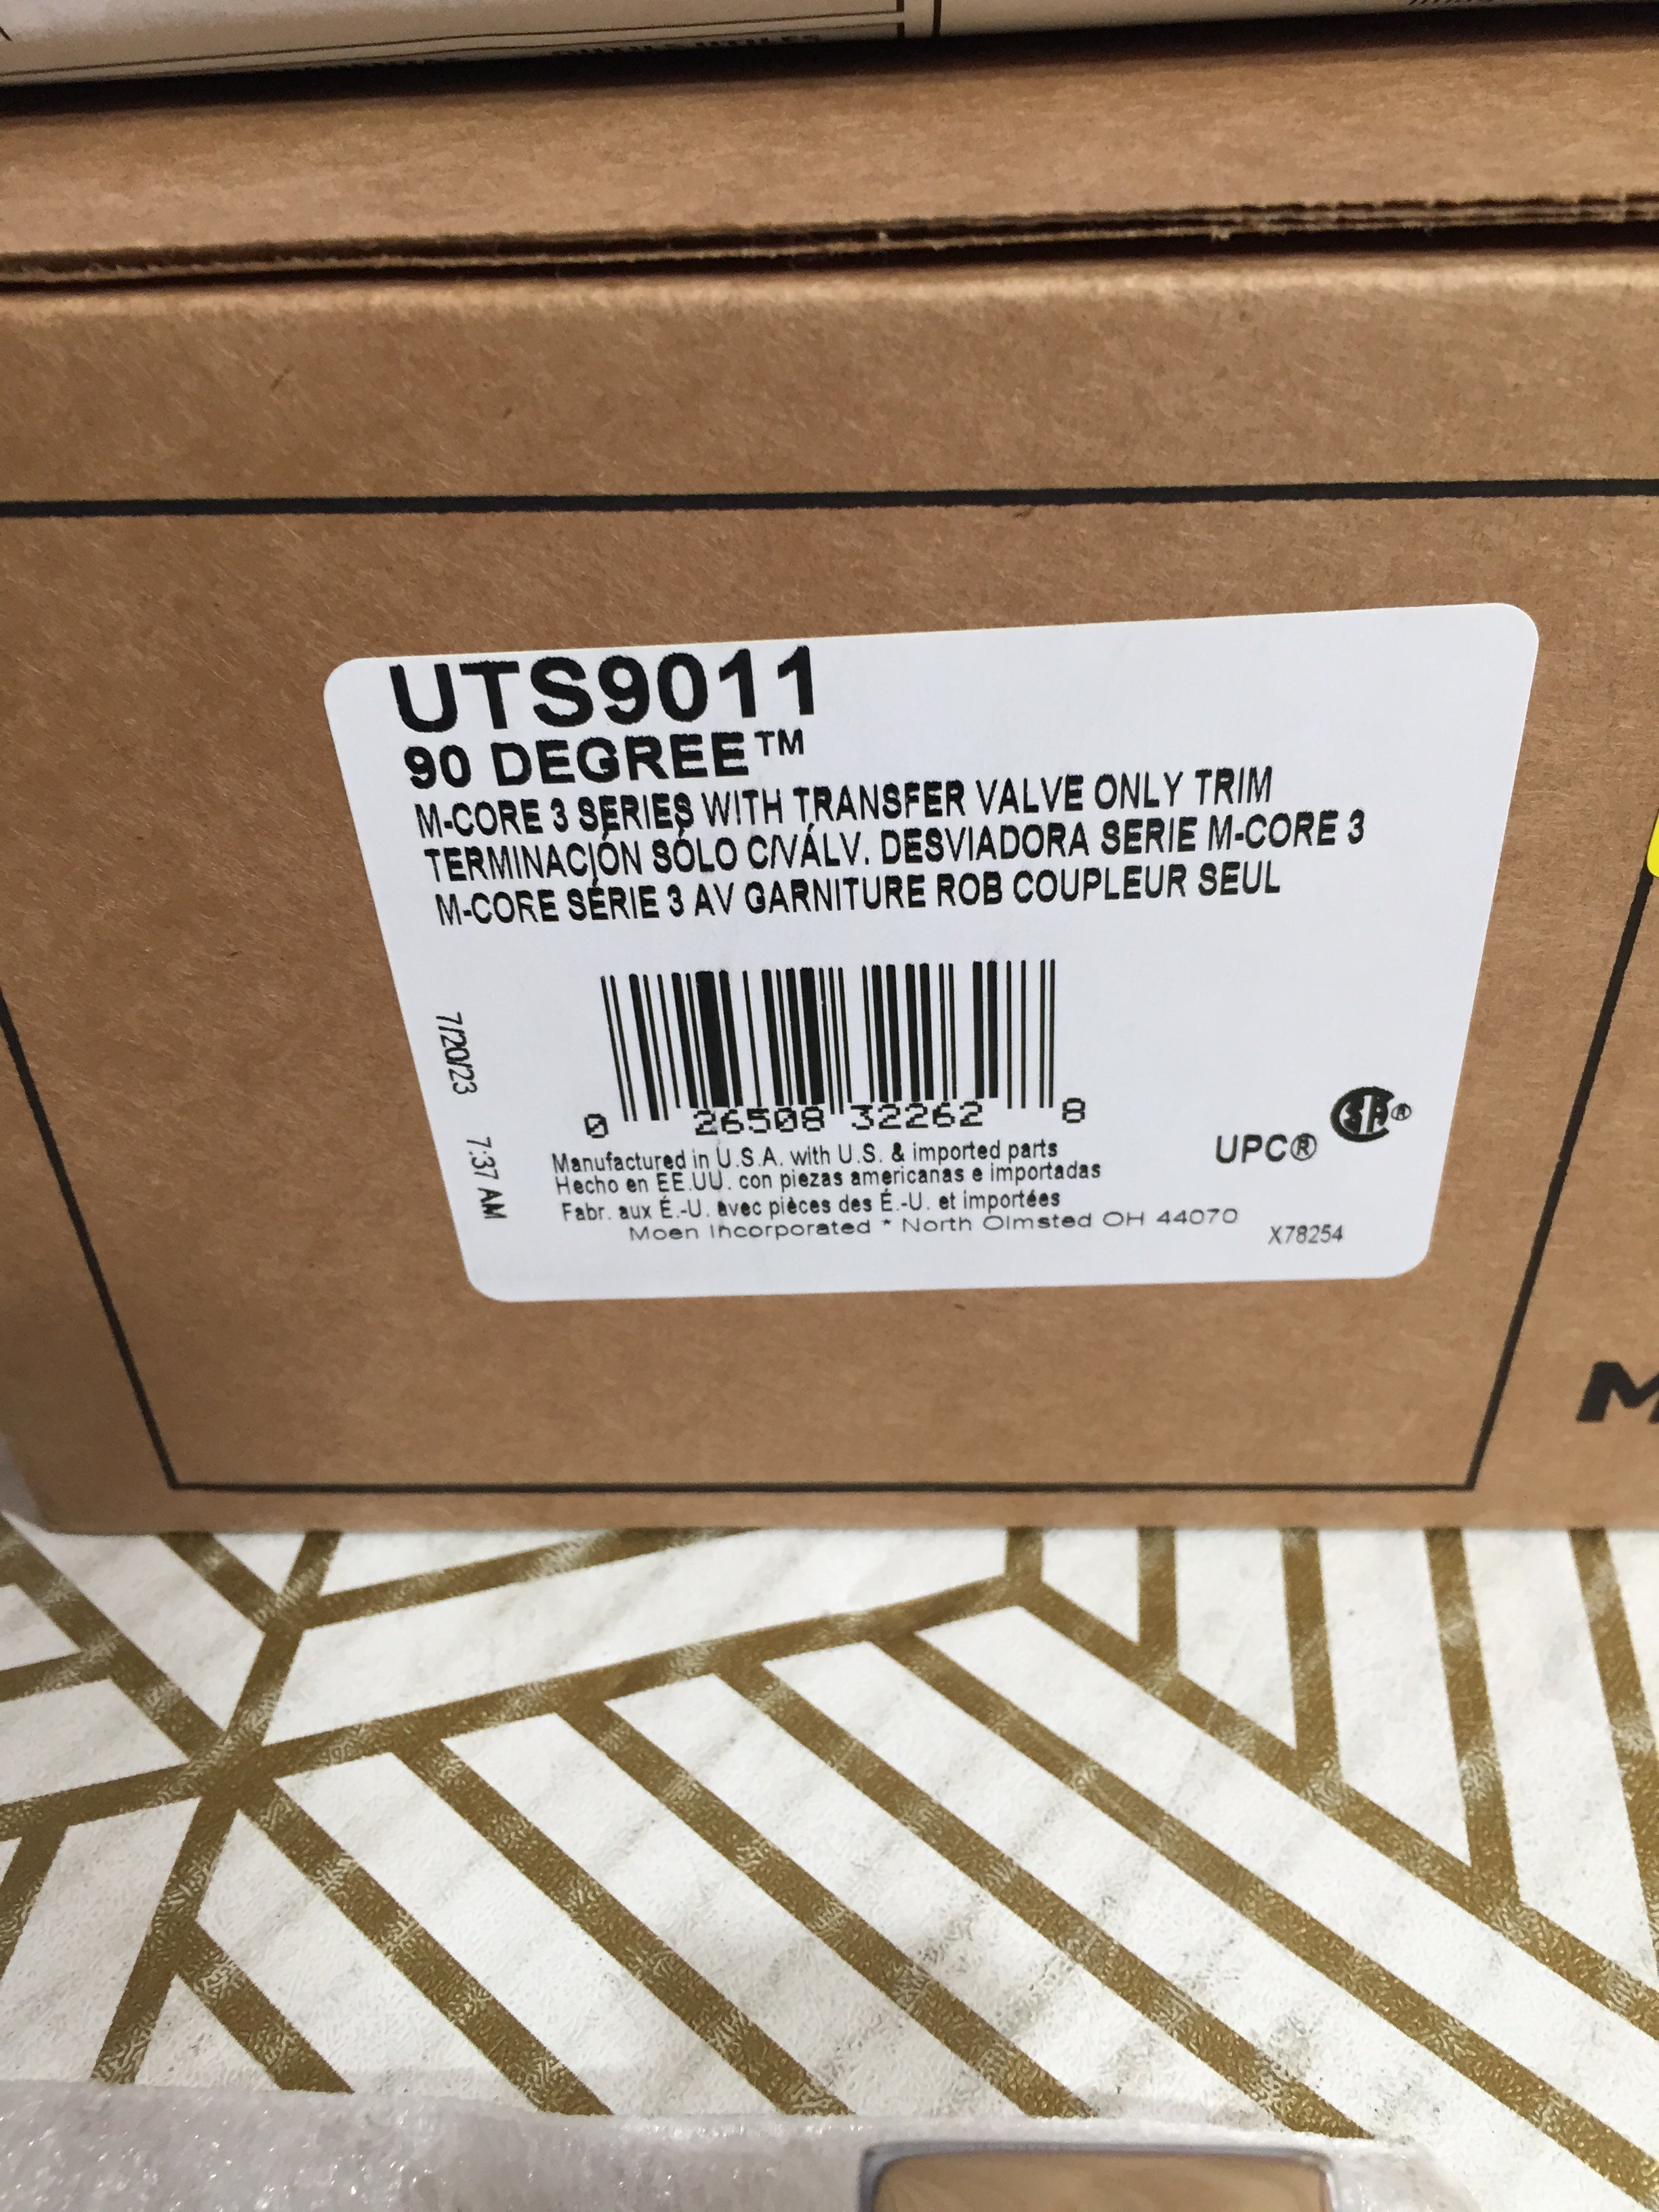 UTS9011
90 DEGREE™
M-CORE 3 SERIES WITH TRANSFER VALVE ONLY TRIM
TERMINACIÓN SÓLO C/VÁLV. DESVIADORA SERIE M-CORE 3
M-CORE SÉRIE 3 AV GARNITURE ROB COUPLEUR SEUL
7/20/23 7:37 AM
0 26508 32262 8
UPC® SA®
Manufactured in U.S.A. with U.S. & imported parts
Hecho en EE.UU. con piezas americanas e importadas
Fabr. aux É.-U. avec pièces des É.-U. et importées
Moen Incorporated * North Olmsted OH 44070
X78254
M